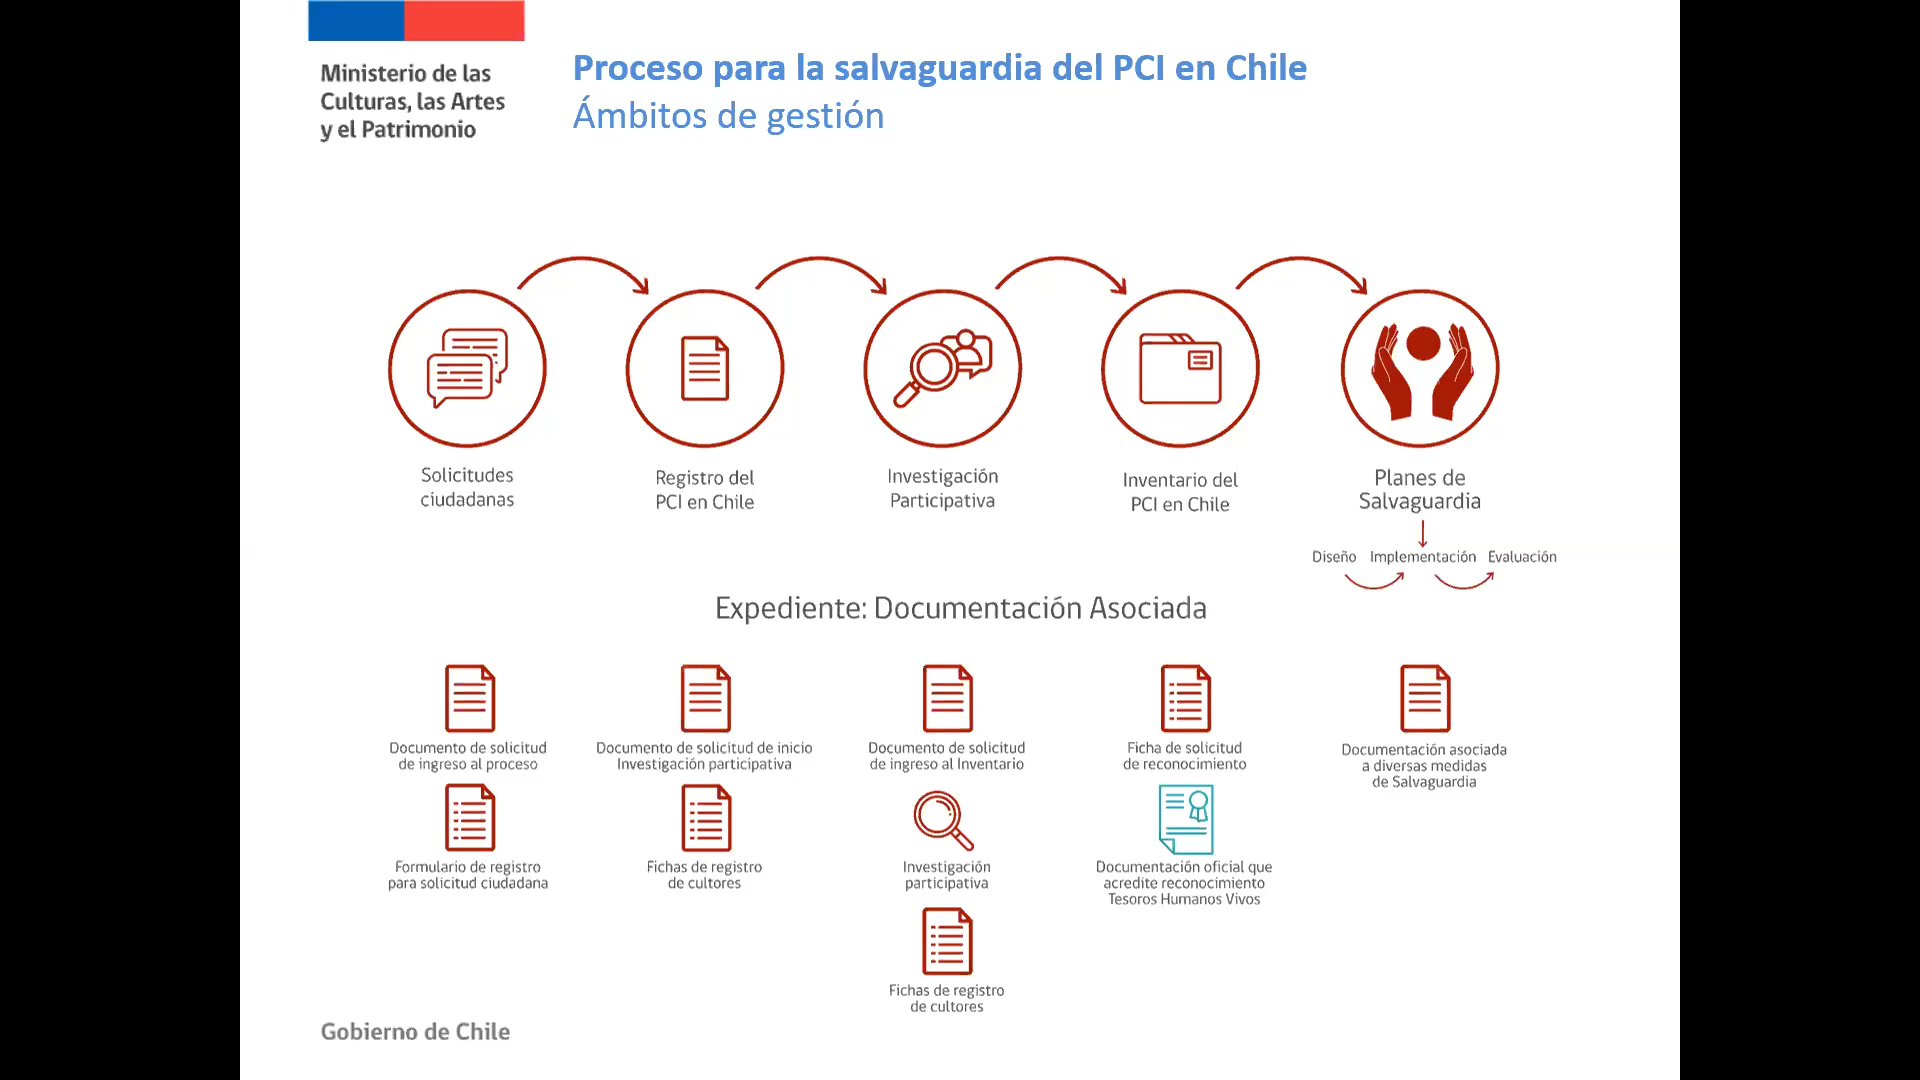 Ministerio de las
Culturas, las Artes
y el Patrimonio
Proceso para la salvaguardia del PCI en Chile
Ámbitos de gestión
Solicitudes
ciudadanas
Registro del
PCI en Chile
Investigación
Participativa
Inventario del
PCI en Chile
Planes de
Salvaguardia
Diseño Implementación Evaluación
Expediente: Documentación Asociada
Documento de solicitud
de ingreso al proceso
Documento de solicitud de inicio
Investigación participativa
Documento de solicitud
de ingreso al Inventario
Ficha de solicitud
de reconocimiento
Documentación asociada
a diversas medidas
de Salvaguardia
Formulario de registro
para solicitud ciudadana
Fichas de registro
de cultores
Investigación
participativa
Documentación oficial que
acredite reconocimiento
Tesoros Humanos Vivos
Fichas de registro
de cultores
Gobierno de Chile